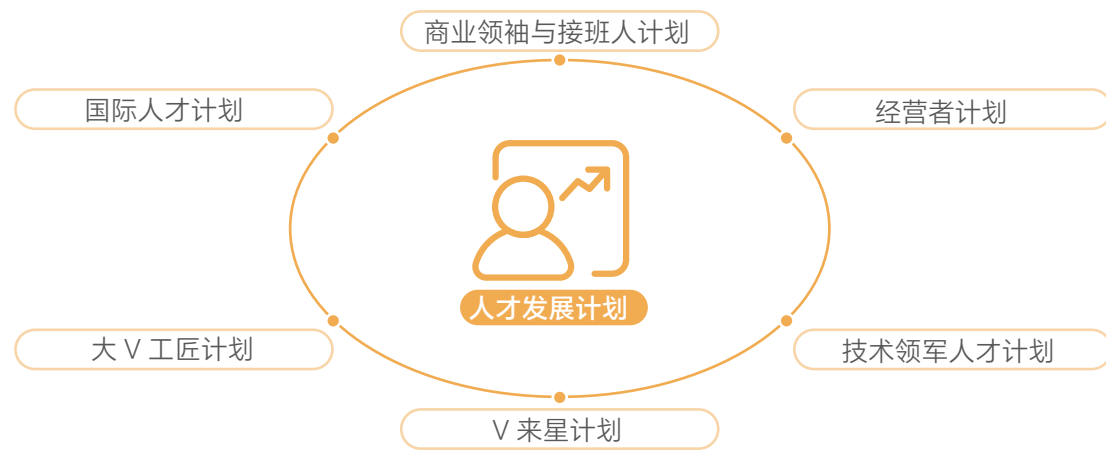 商业领袖与接班人计划
国际人才计划
经营者计划
人才发展计划
大 V 工匠计划
技术领军人才计划
V 来星计划